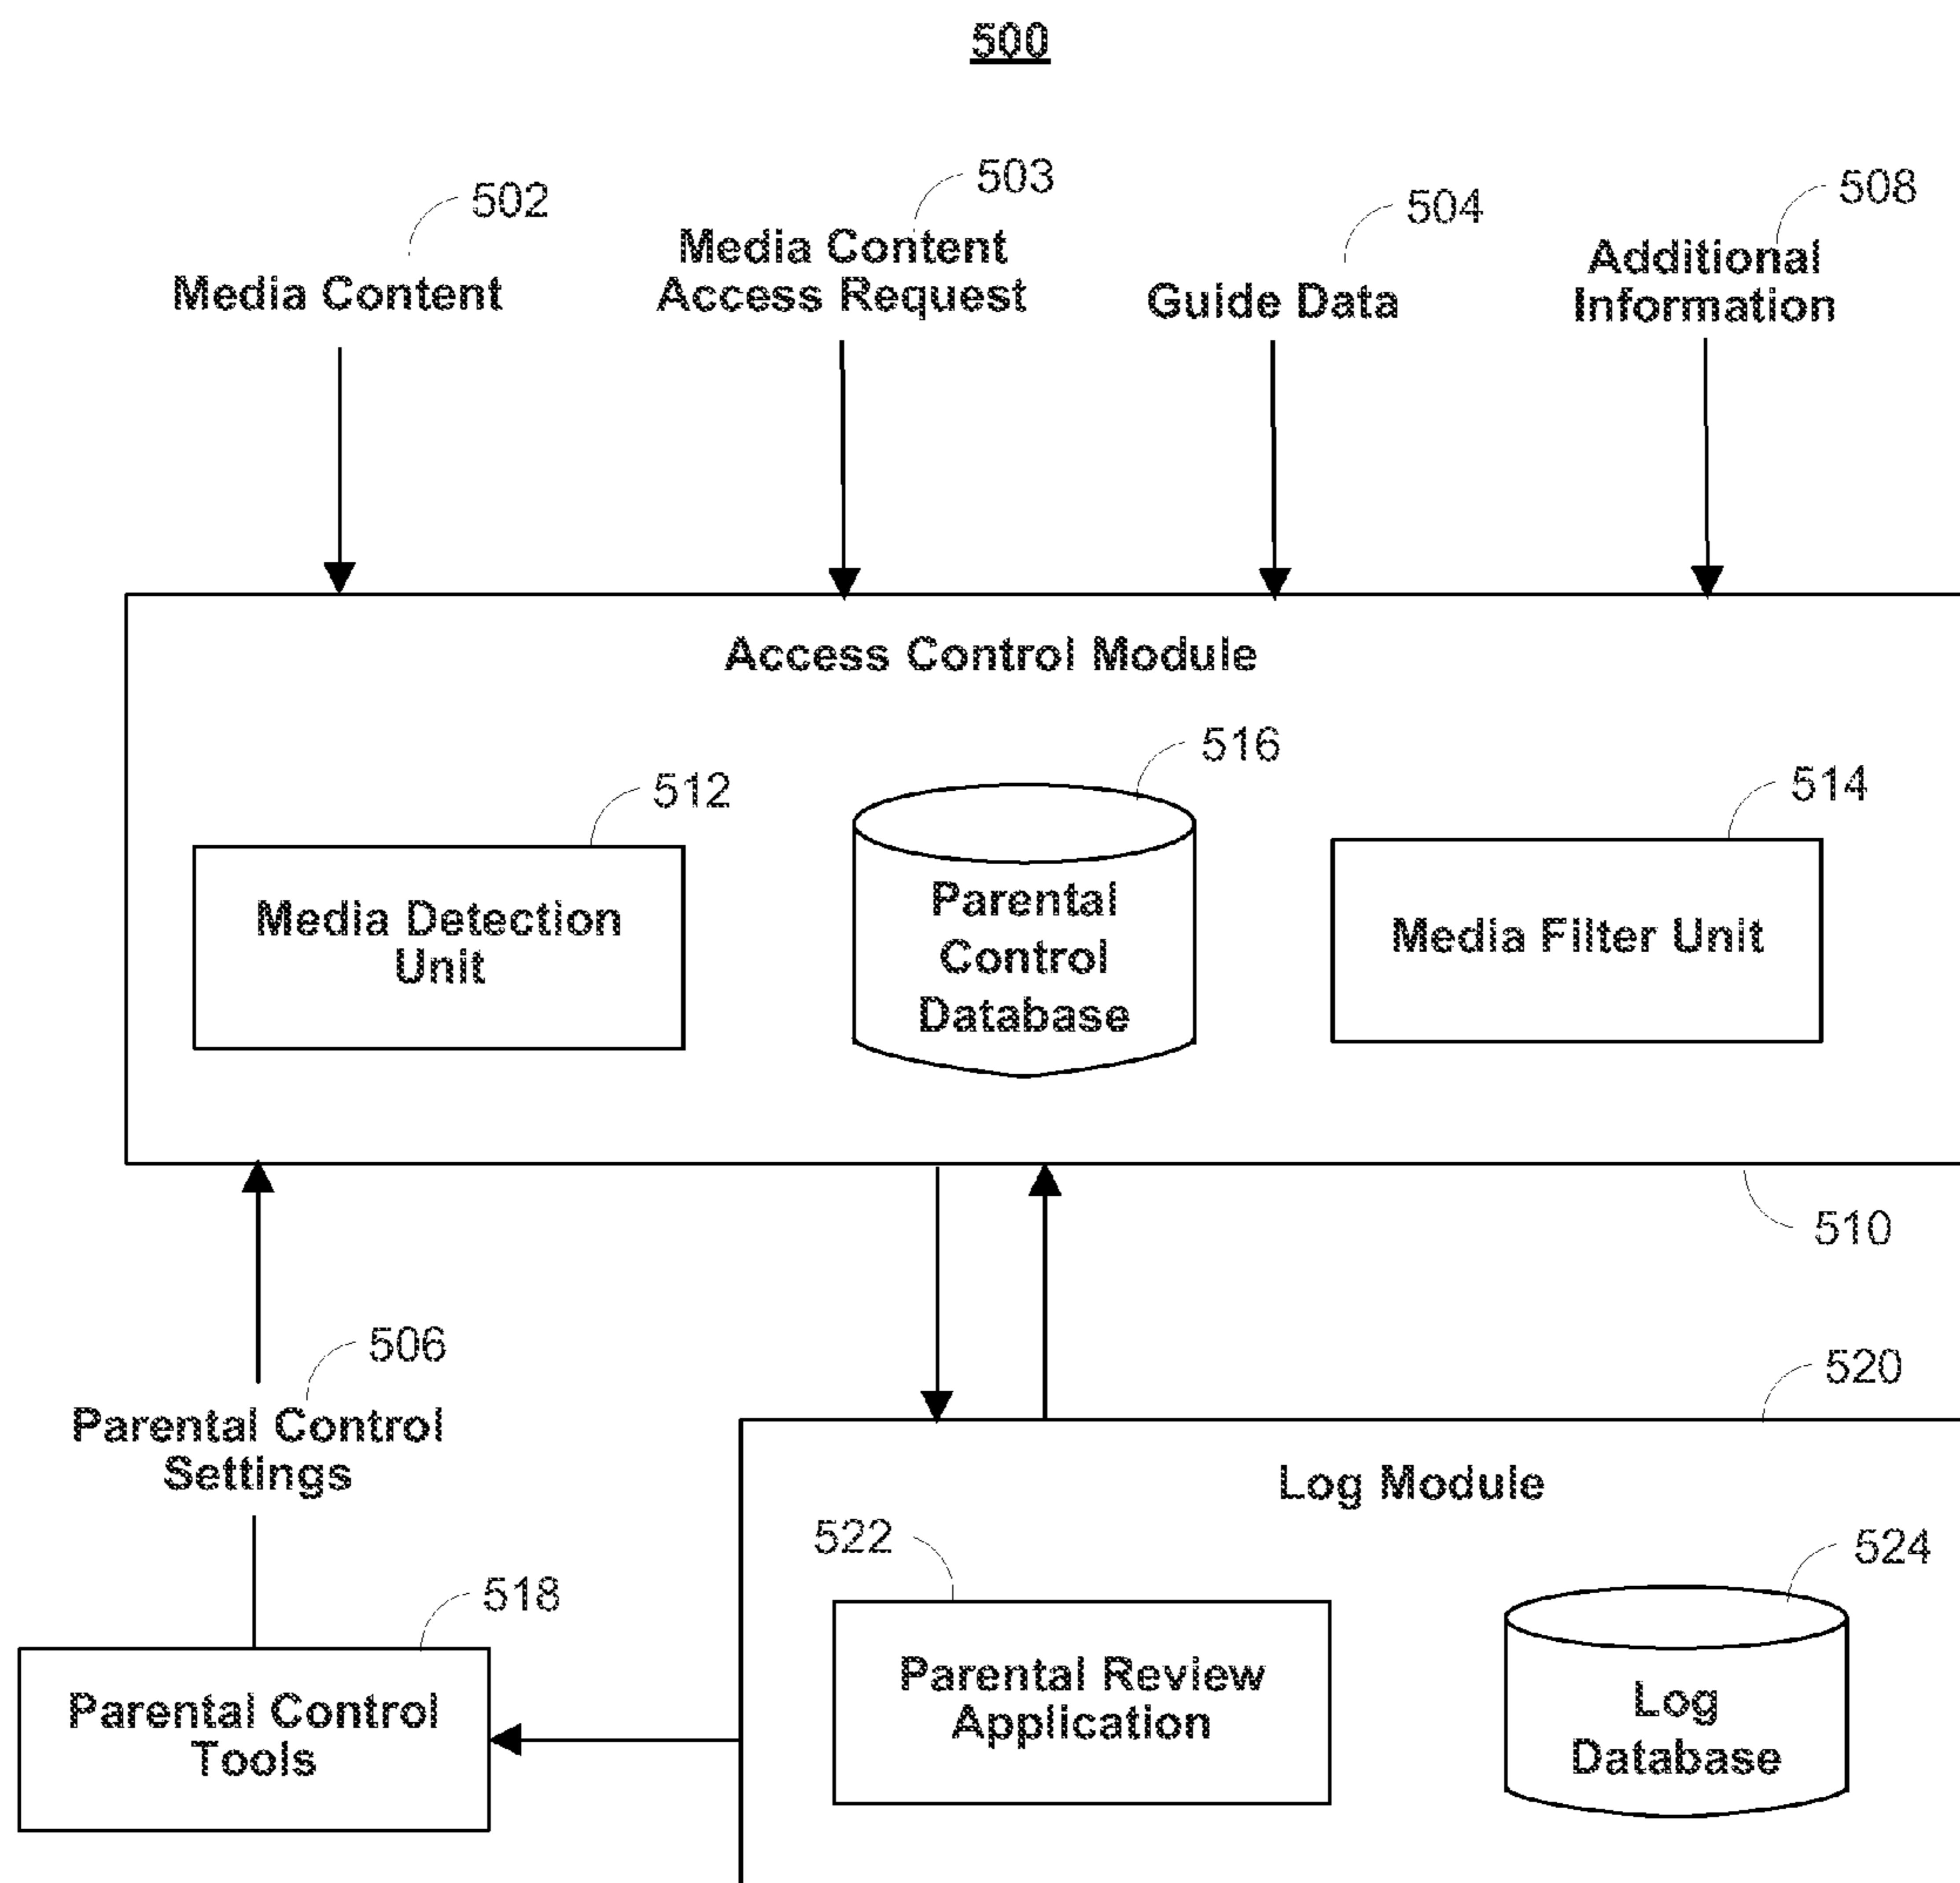 500
502
503
504
508
Media Content
Media Content
Access Request
Guide Data
Additional
Information
Access Control Module
512
516
514
Media Detection
Unit
Parental
Control
Database
Media Filter Unit
510
506
Parental Control
Settings
520
Log Module
518
522
524
Parental Control
Tools
Parental Review
Application
Log
Database